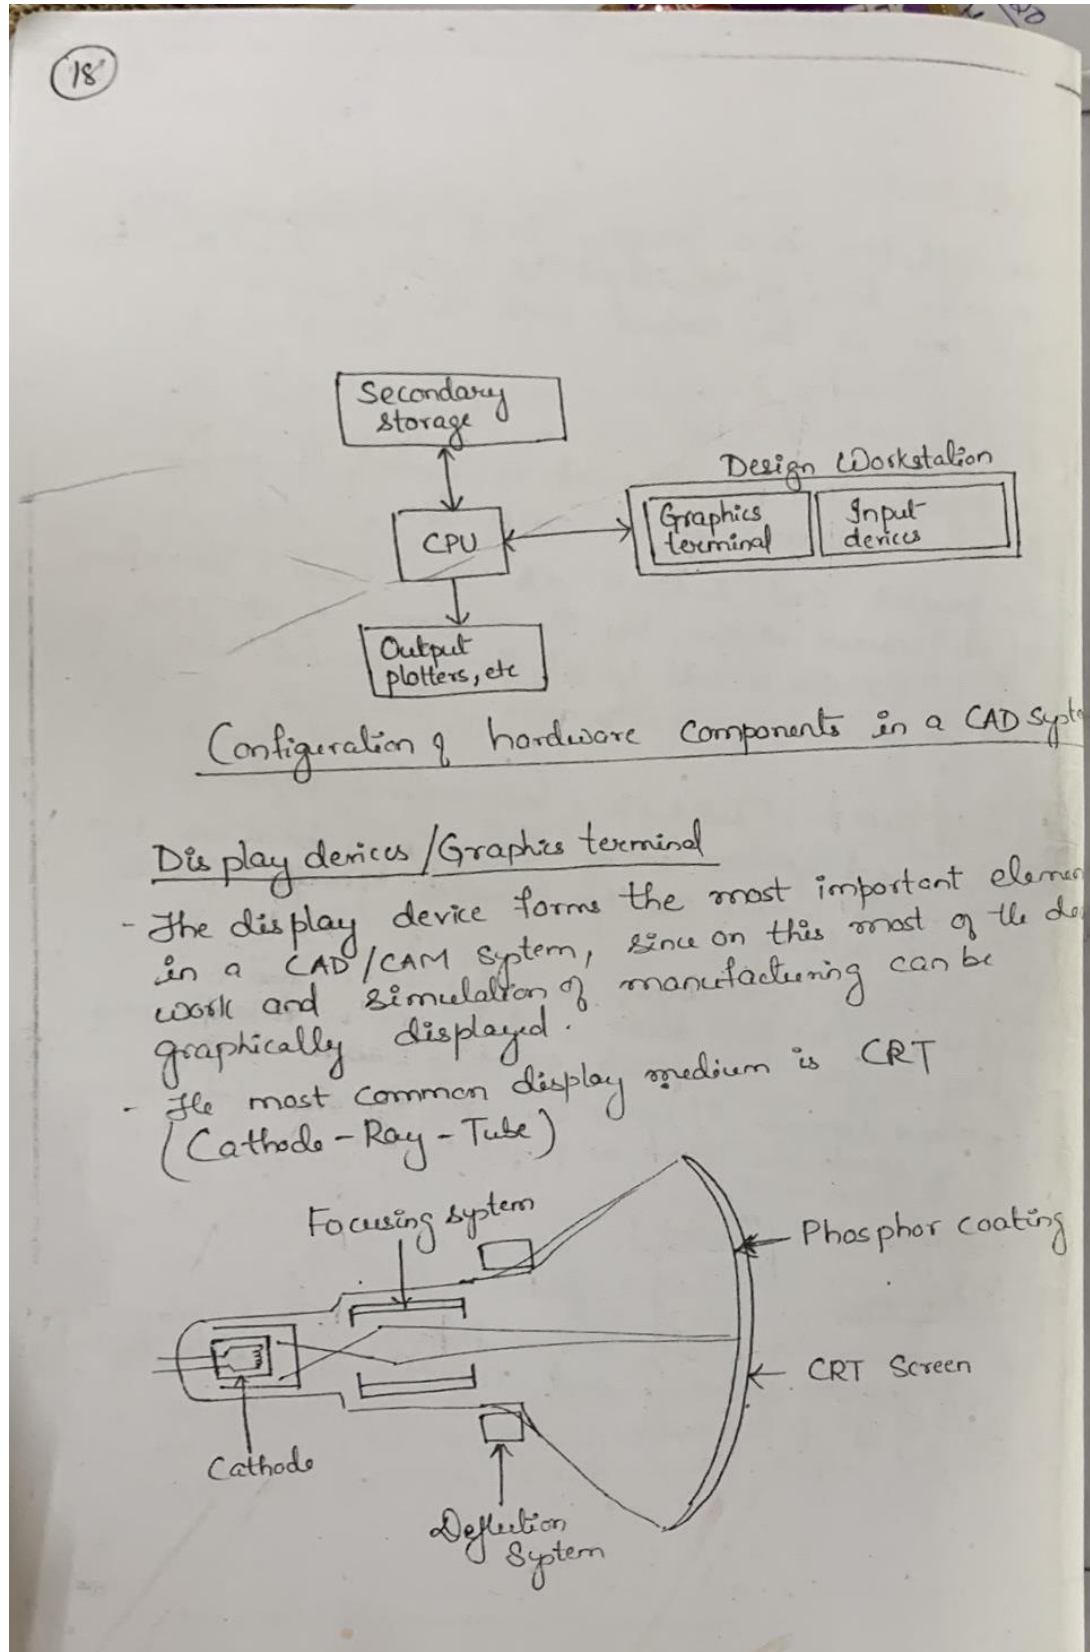 18
Secondary
storage
Design Workstation
CPU
Graphics
terminal
Input
devices
Output
plotters, etc
Configuration of hardware components in a CAD Syst
Display devices/Graphics terminal
- The display device forms the most important elemen
in a CAD/CAM system, since on this most of the de
work and simulation of manufacturing can be
graphically displayed.
- The most common display medium is CRT
(Cathode-Ray-Tube)
Focusing system
Phosphor coating
CRT Screen
Cathode
Deflection
System